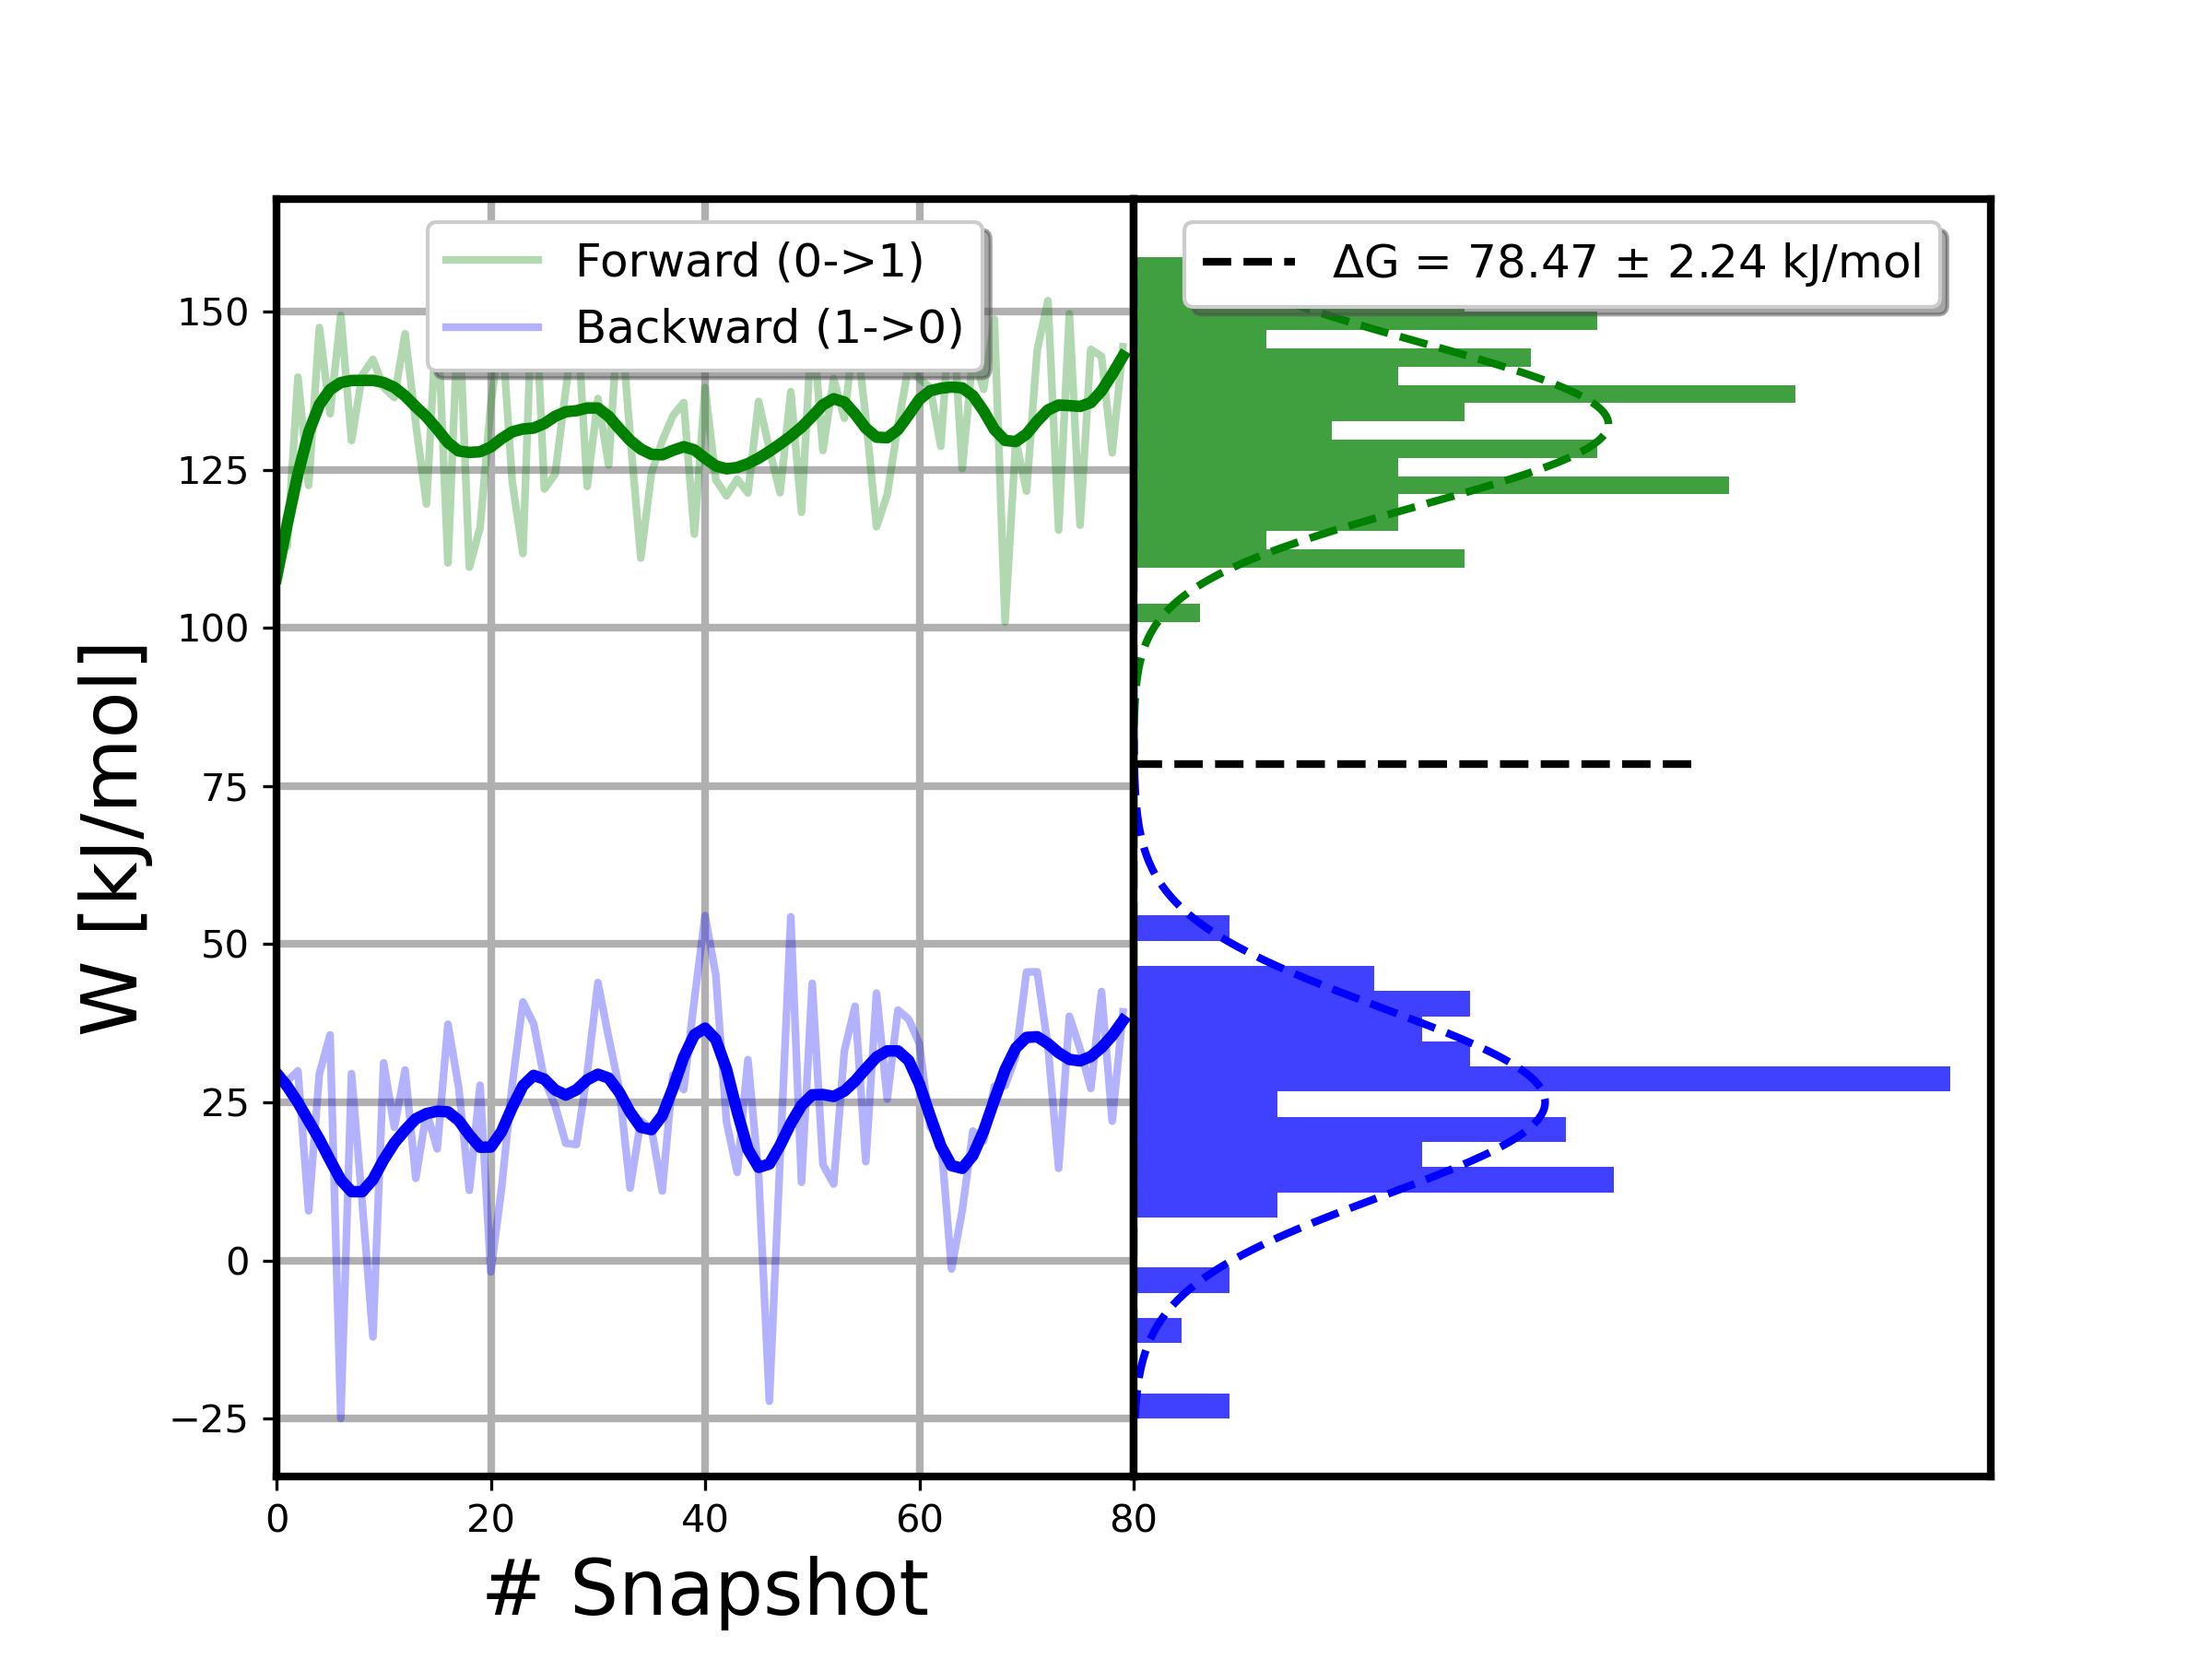 Forward (0->1)
Backward (1->0)
ΔG = 78.47 ± 2.24 kJ/mol
W [kJ/mol]
150
125
100
75
50
25
0
−25
0 20 40 60 80
# Snapshot